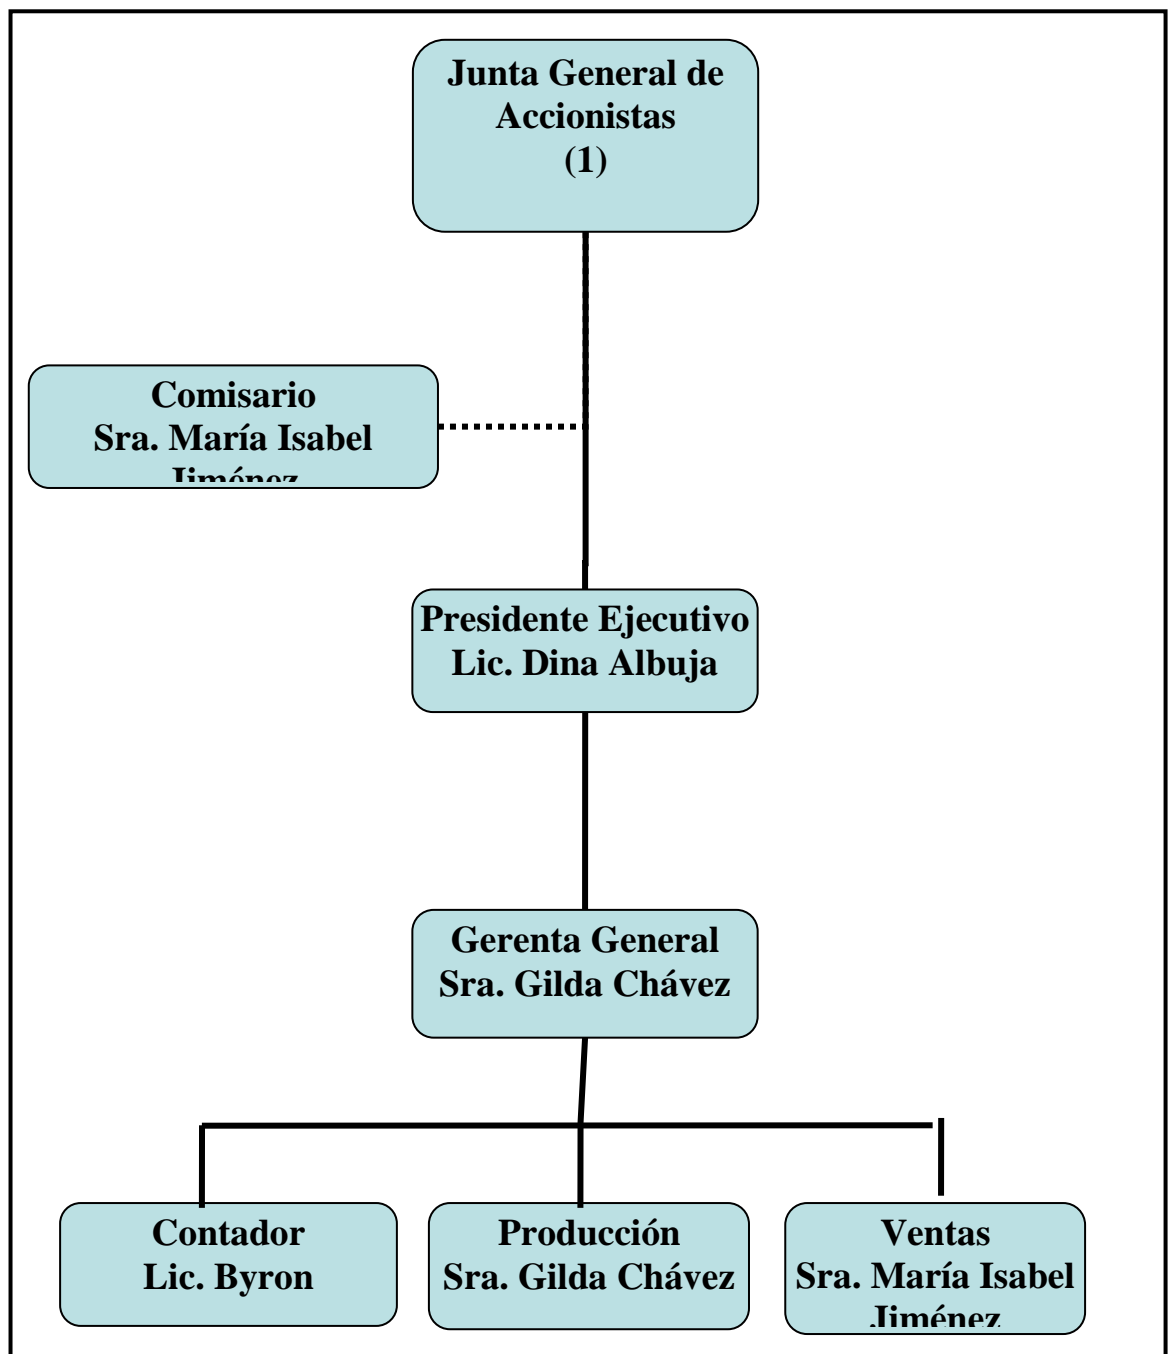 Junta General de
Accionistas
(1)
Comisario
Sra. María Isabel
Jiménez
Presidente Ejecutivo
Lic. Dina Albuja
Gerenta General
Sra. Gilda Chávez
Contador
Lic. Byron
Producción
Sra. Gilda Chávez
Ventas
Sra. María Isabel
Jiménez